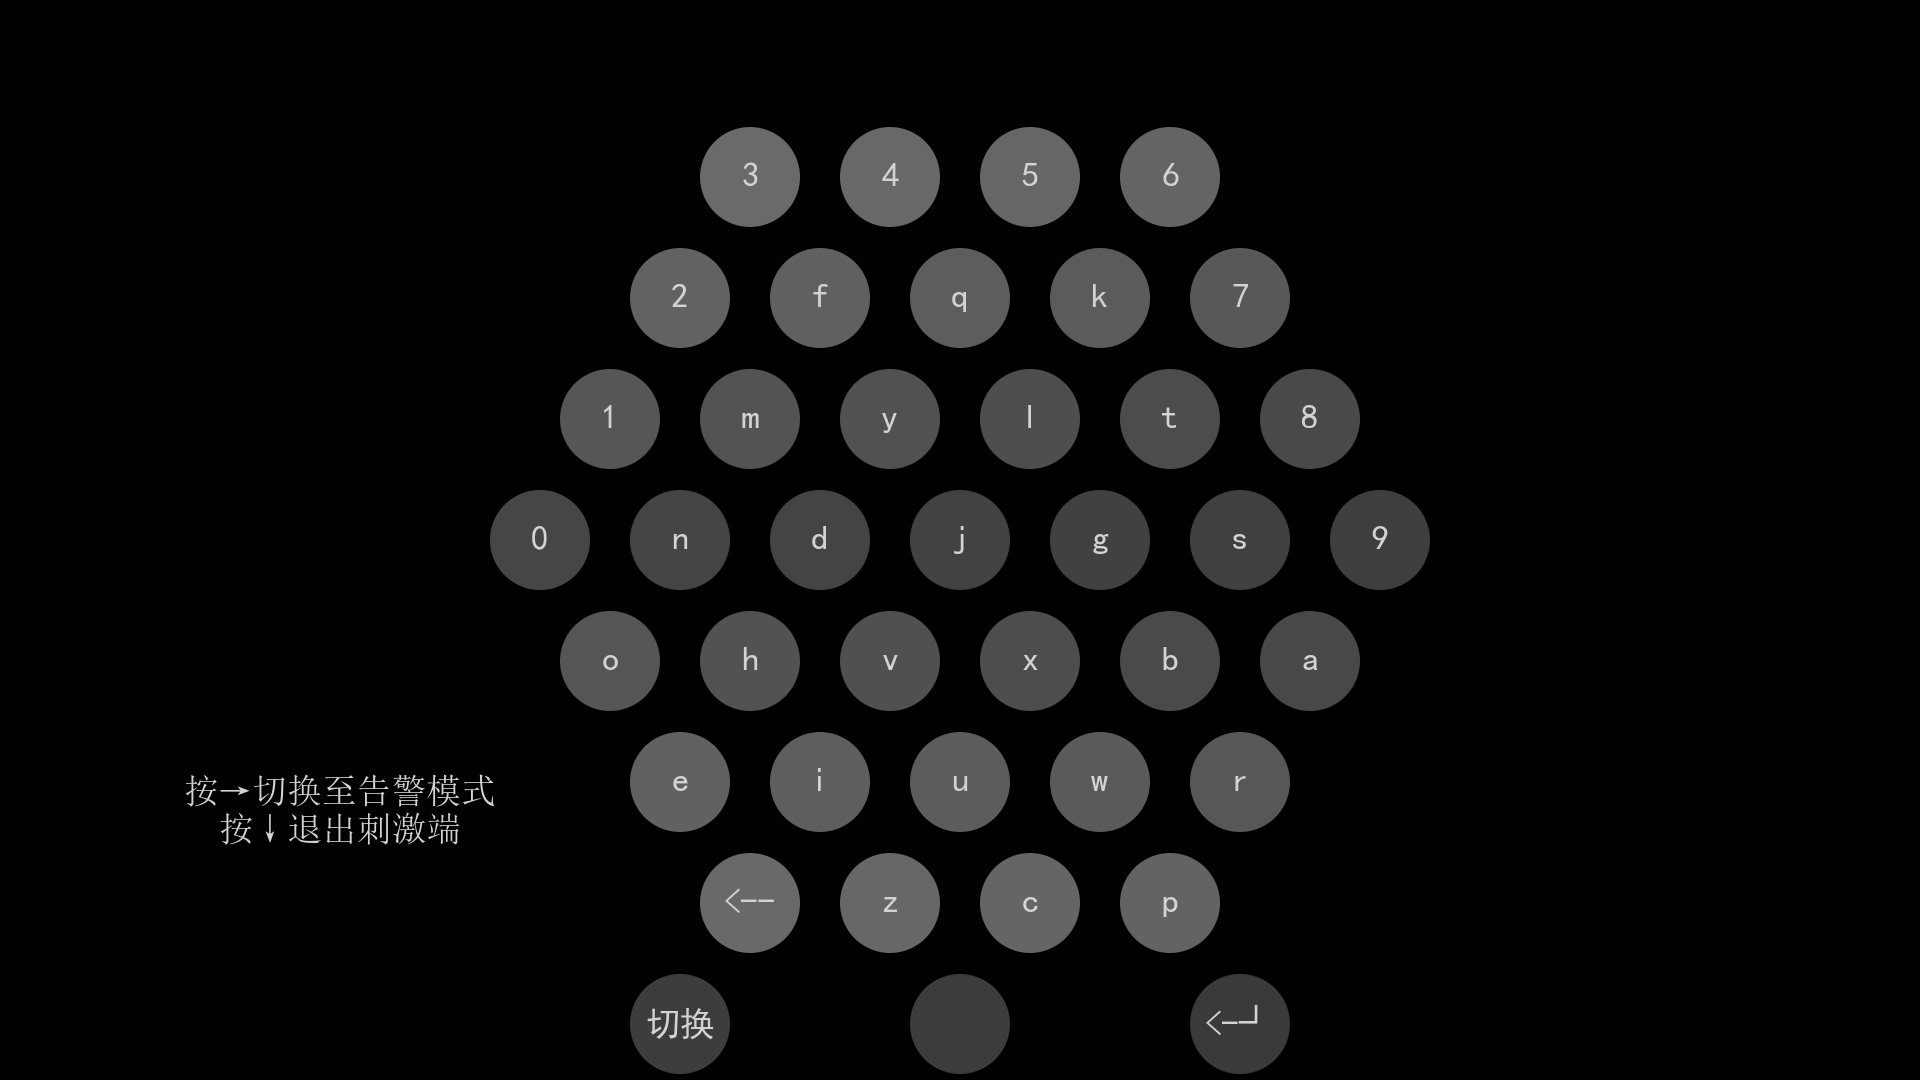 3 4 5 6
2 f q k 7
1 m y l t 8
0 n d j g s 9
o h v x b a
e i u w r
按→切换至告警模式
按↓退出刺激端
<-- z c p
切换 <-┘